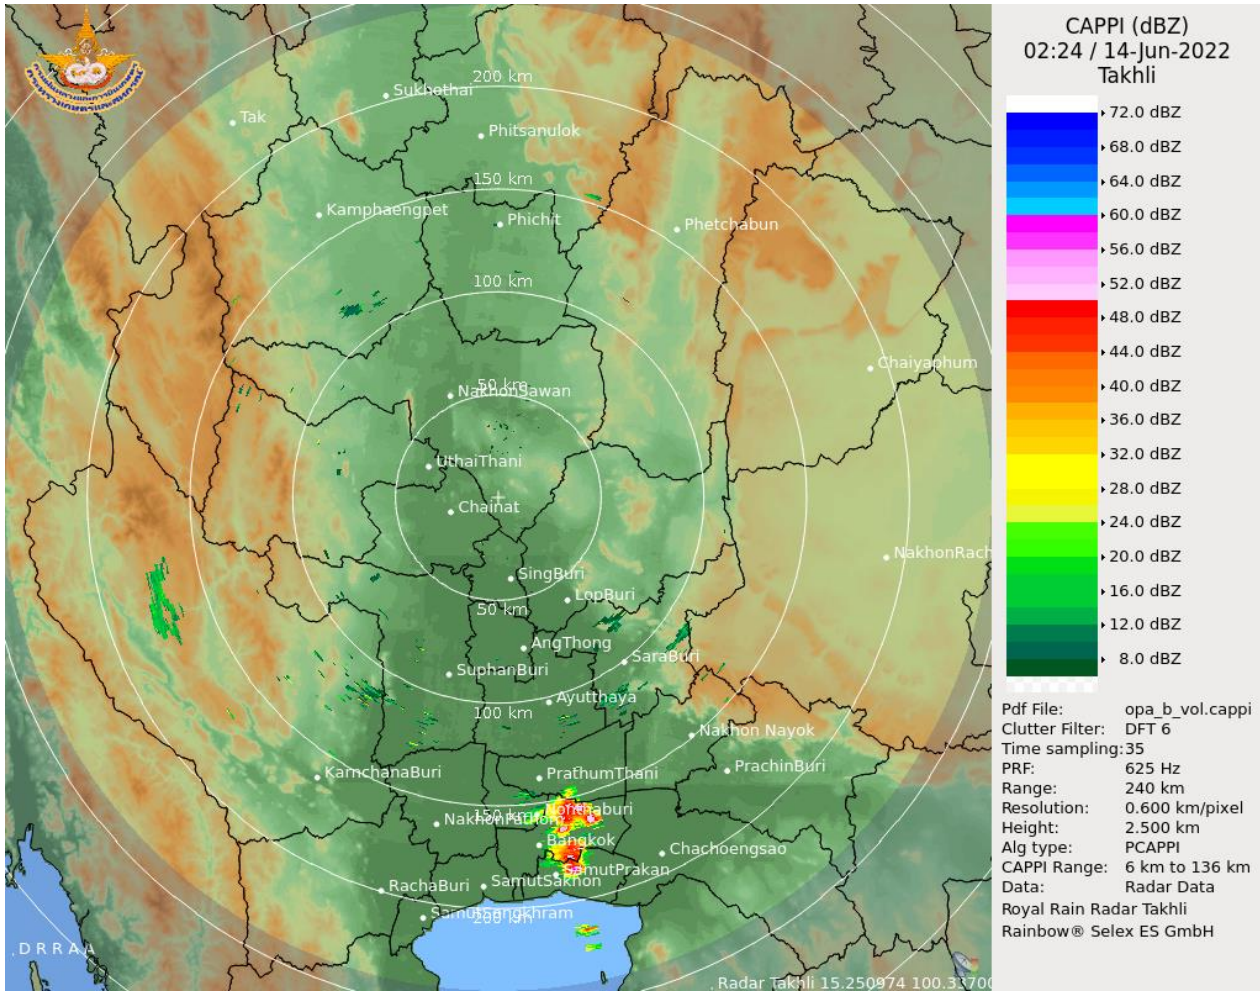 CAPPI (dBZ)
02:24 / 14-Jun-2022
Takhli
72.0 dBZ
68.0 dBZ
64.0 dBZ
60.0 dBZ
56.0 dBZ
52.0 dBZ
48.0 dBZ
44.0 dBZ
40.0 dBZ
36.0 dBZ
32.0 dBZ
28.0 dBZ
24.0 dBZ
20.0 dBZ
16.0 dBZ
12.0 dBZ
8.0 dBZ
Pdf File: opa_b_vol.cappi
Clutter Filter: DFT 6
Time sampling: 35
PRF: 625 Hz
Range: 240 km
Resolution: 0.600 km/pixel
Height: 2.500 km
Alg type: PCAPPI
CAPPI Range: 6 km to 136 km
Data: Radar Data
Royal Rain Radar Takhli
Rainbow® Selex ES GmbH
200 km
Sukhothai
Tak
Phitsanulok
150 km
Kamphaengpet
Phichit
Phetchabun
100 km
Chaiyaphum
50 km
NakhonSawan
UthaiThani
Chainat
NakhonRach
SingBuri
LopBuri
50 km
AngThong
SaraBuri
SuphanBuri
Ayutthaya
100 km
Nakhon Nayok
KamchanaBuri
PrathumThani
PrachinBuri
150 km
Nonthaburi
NakhonPathom
Bangkok
Chachoengsao
SamutPrakan
RachaBuri
SamutSakhon
SamutSongkhram
200 km
. D R R A A
Radar Takhli 15.250974 100.33700